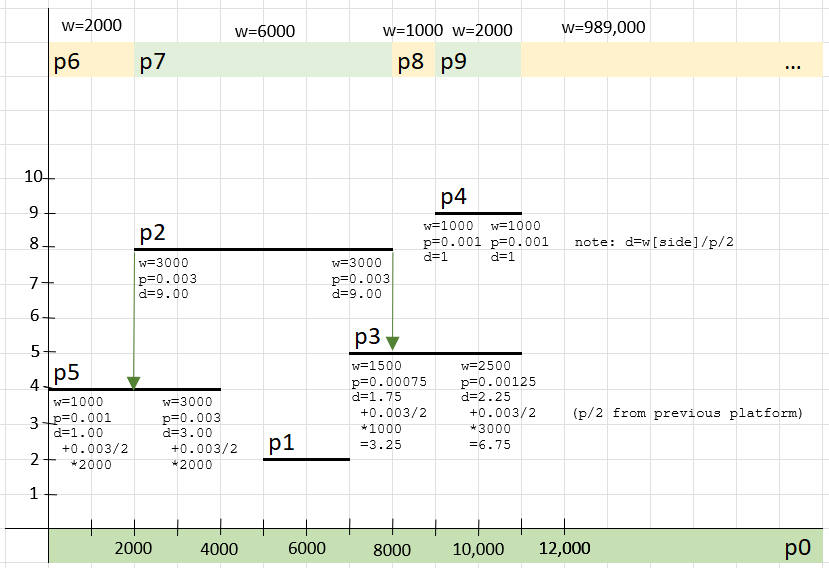 w=2000
w=6000
w=1000 w=2000
w=989,000
p6
p7
p8
p9
...
10
9
8
7
6
5
4
3
2
1
p4
w=1000 w=1000
p=0.001 p=0.001
d=1 d=1
note: d=w[side]/p/2
p2
w=3000 w=3000
p=0.003 p=0.003
d=9.00 d=9.00
p3
w=1500 w=2500
p=0.00075 p=0.00125
d=1.75 d=2.25
+0.003/2 +0.003/2
*1000 *3000
=3.25 =6.75
(p/2 from previous platform)
p5
w=1000 w=3000
p=0.001 p=0.003
d=1.00 d=3.00
+0.003/2 +0.003/2
*2000 *2000
p1
2000 4000 6000 8000 10,000 12,000
p0